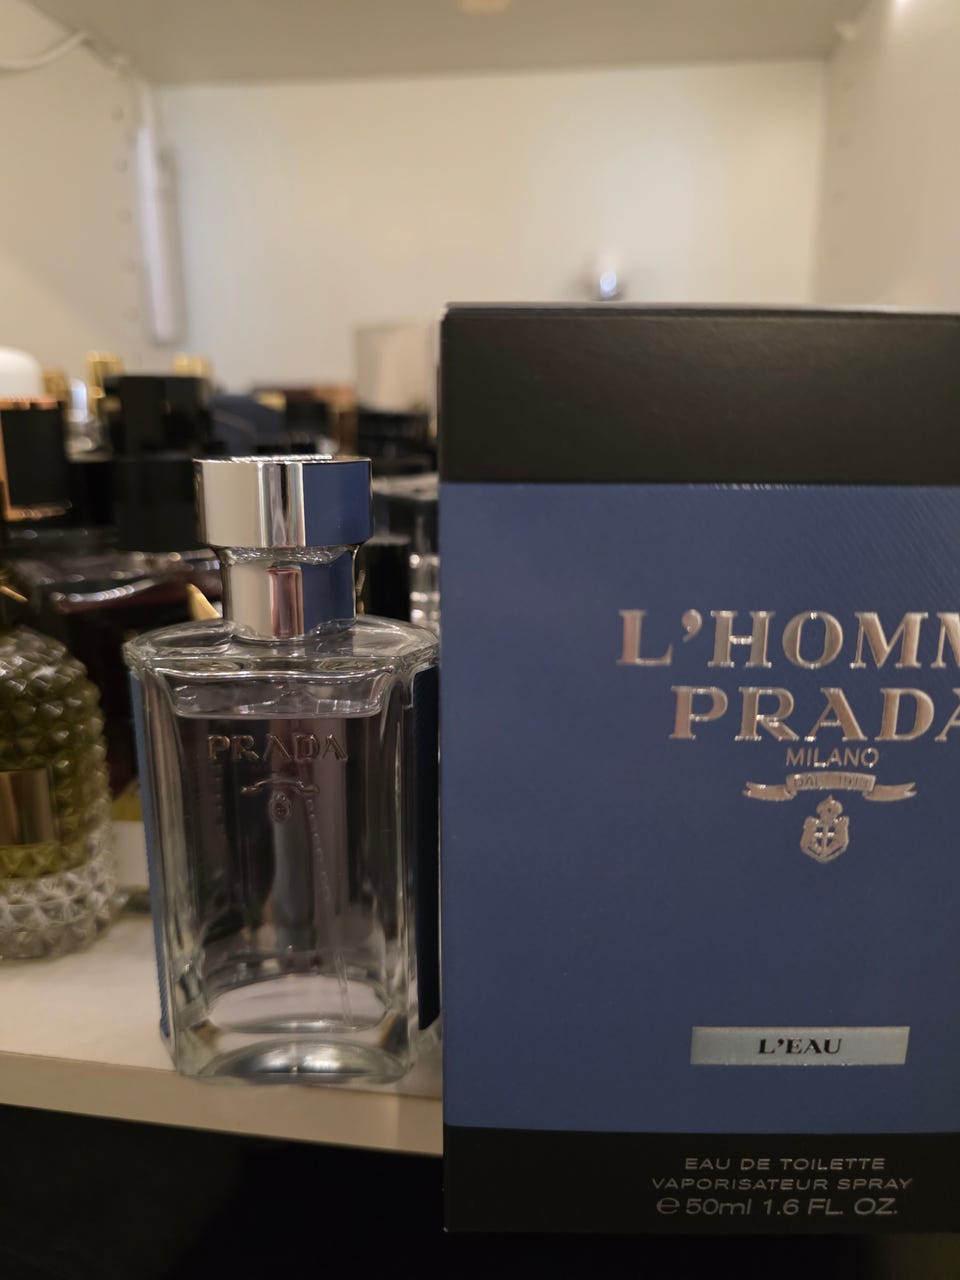 PRADA
L'HOMM
PRADA
MILANO
L'EAU
EAU DE TOILETTE
VAPORISATEUR SPRAY
℮50ml 1.6 FL. OZ.